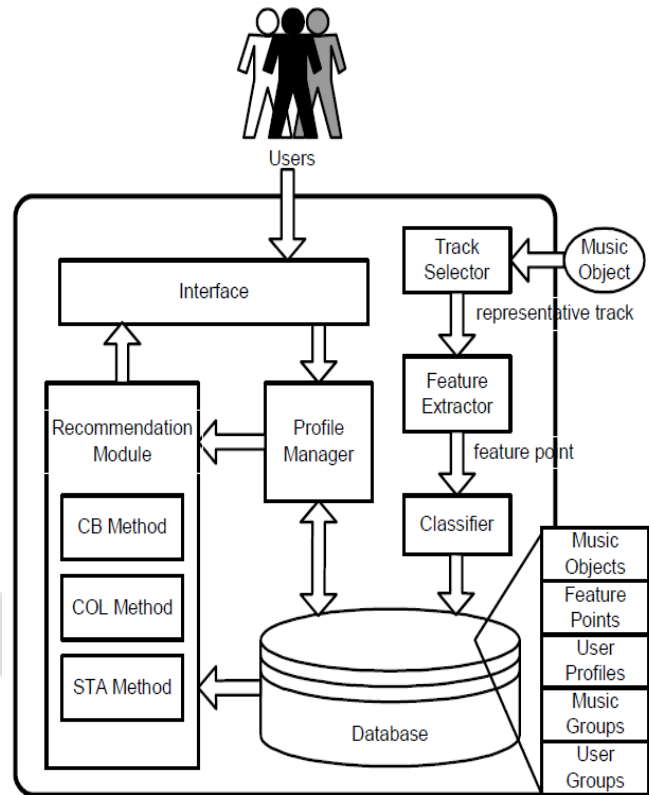 Users
Interface
Track
Selector
Music
Object
representative track
Feature
Extractor
feature point
Classifier
Recommendation
Module
CB Method
COL Method
STA Method
Profile
Manager
Database
Music
Objects
Feature
Points
User
Profiles
Music
Groups
User
Groups